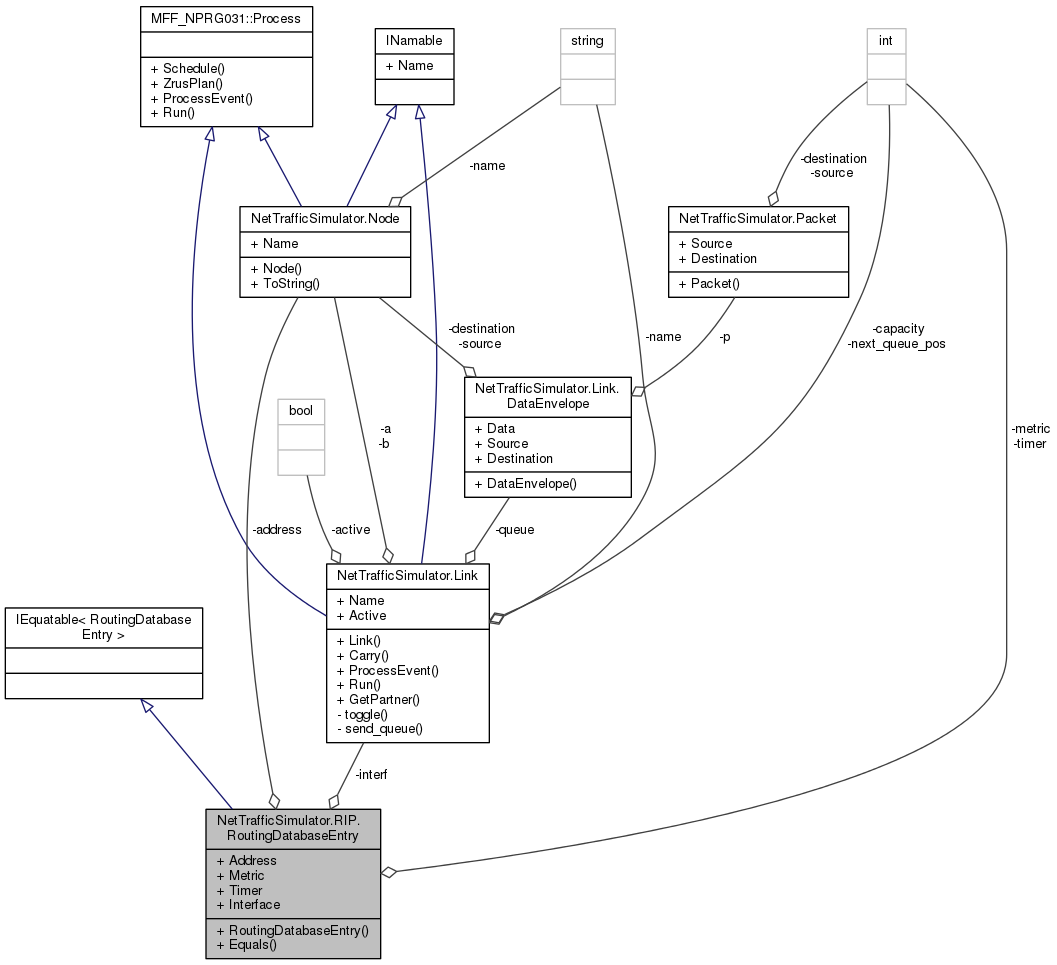 MFF_NPRG031::Process
+ Schedule()
+ ZrusPlan()
+ ProcessEvent()
+ Run()
INamable
+ Name
string
int
-name
-destination
-source
NetTrafficSimulator.Node
+ Name
+ Node()
+ ToString()
NetTrafficSimulator.Packet
+ Source
+ Destination
+ Packet()
-destination
-source
-name
-p
-capacity
-next_queue_pos
-metric
-timer
bool
-a
-b
NetTrafficSimulator.Link.
DataEnvelope
+ Data
+ Source
+ Destination
+ DataEnvelope()
-address
-active
-queue
NetTrafficSimulator.Link
+ Name
+ Active
+ Link()
+ Carry()
+ ProcessEvent()
+ Run()
+ GetPartner()
- toggle()
- send_queue()
IEquatable< RoutingDatabase
Entry >
-interf
NetTrafficSimulator.RIP.
RoutingDatabaseEntry
+ Address
+ Metric
+ Timer
+ Interface
+ RoutingDatabaseEntry()
+ Equals()